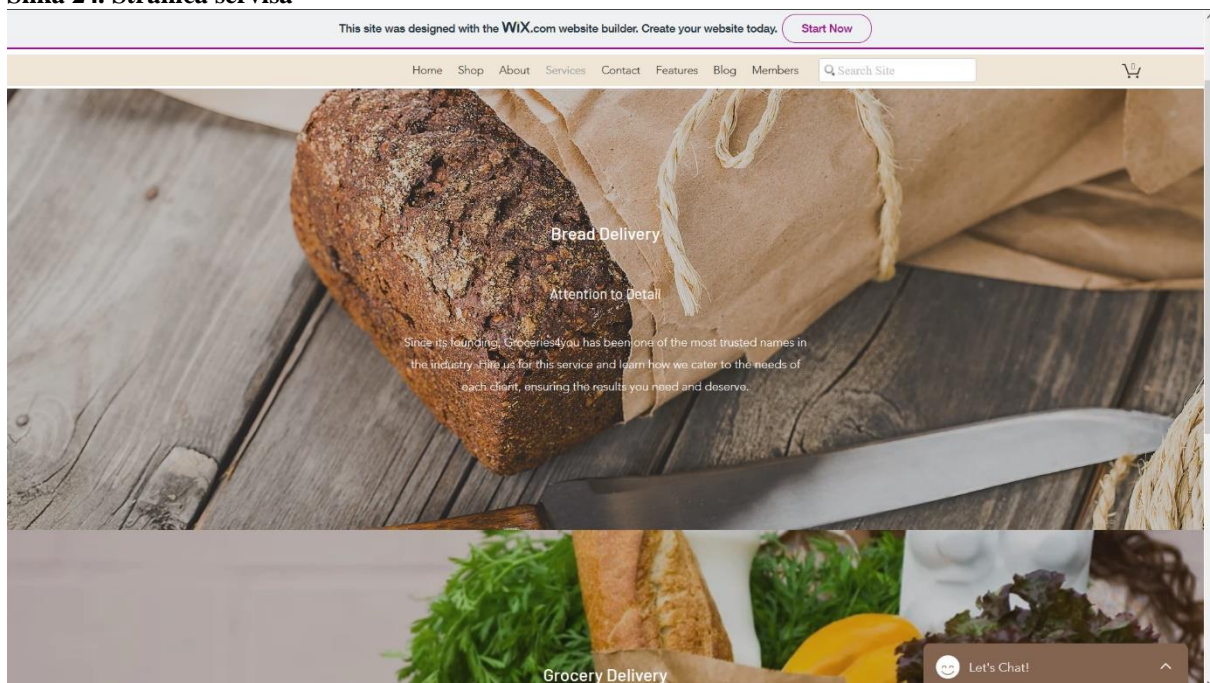 Slika 24. Stranica servisa
This site was designed with the WiX.com website builder. Create your website today. Start Now
Home Shop About Services Contact Features Blog Members Search Site 0
Bread Delivery
Attention to Detail
Since its founding, Groceries4you has been one of the most trusted names in
the industry. Hire us for this service and learn how we cater to the needs of
each client, ensuring the results you need and deserve.
Grocery Delivery
Let's Chat!